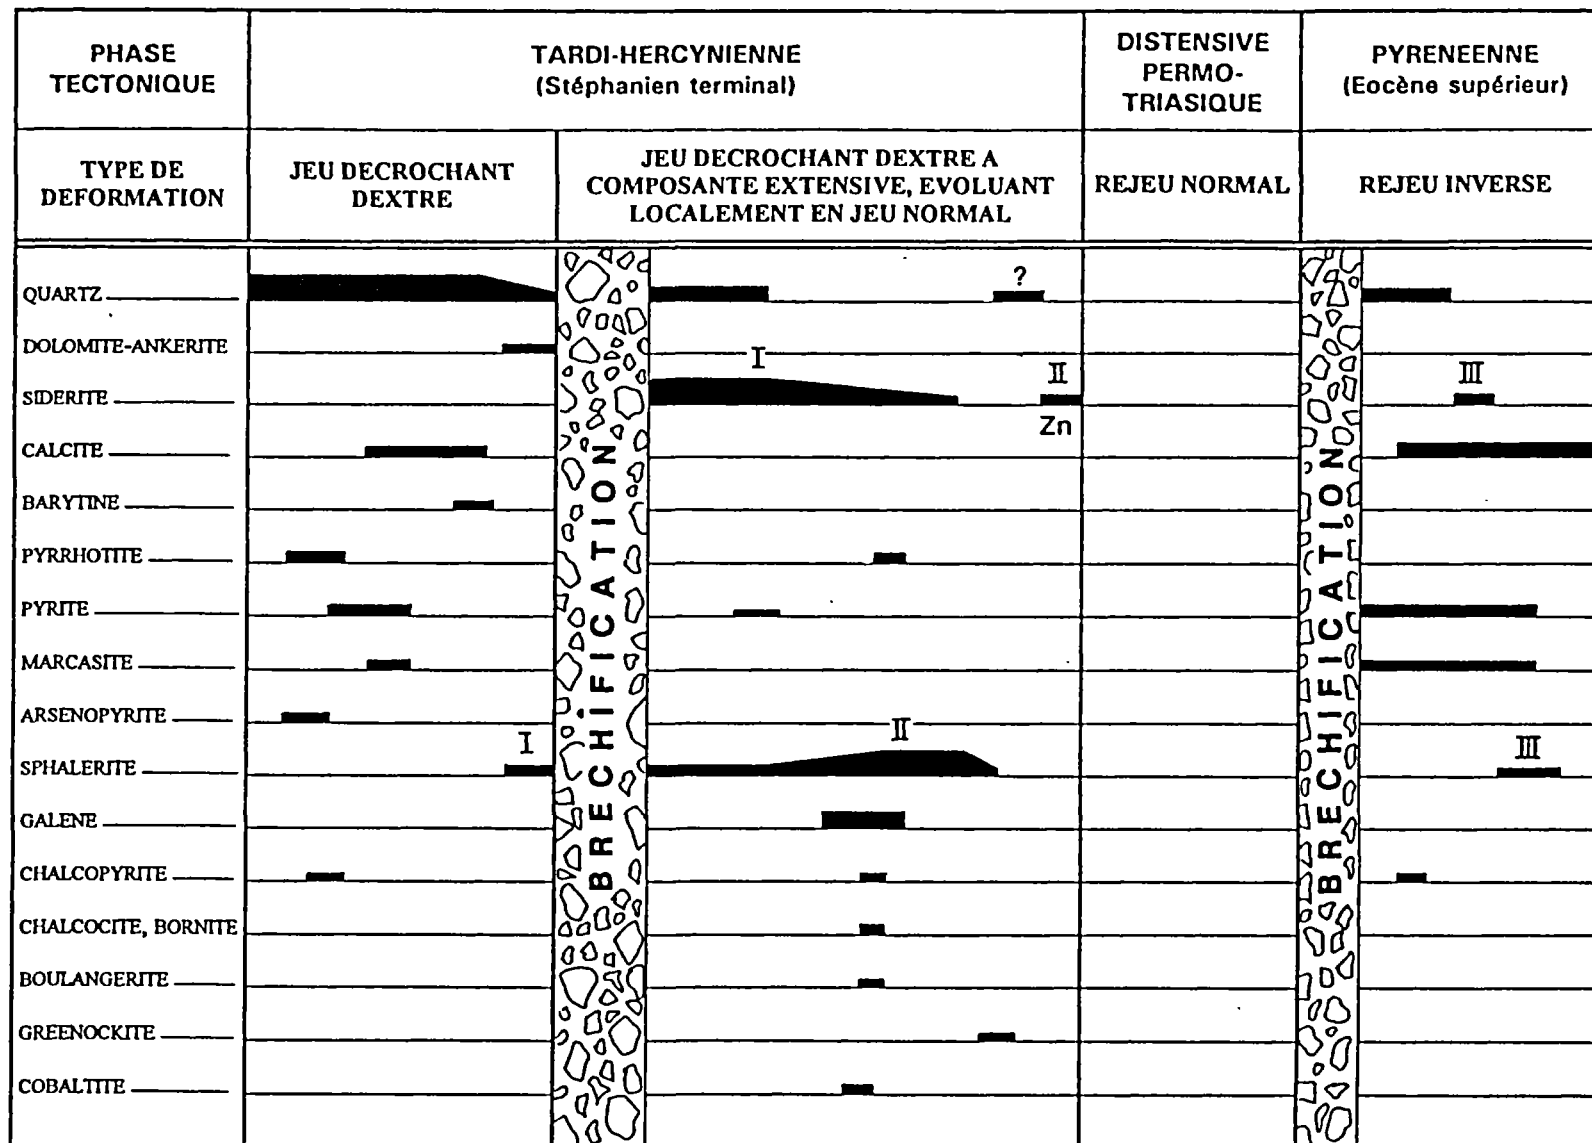 PHASE
TECTONIQUE
TARDI-HERCYNIENNE
(Stéphanien terminal)
DISTENSIVE
PERMO-
TRIASIQUE
PYRENEENNE
(Eocène supérieur)
TYPE DE
DEFORMATION
JEU DECROCHANT
DEXTRE
JEU DECROCHANT DEXTRE A
COMPOSANTE EXTENSIVE, EVOLUANT
LOCALEMENT EN JEU NORMAL
REJEU NORMAL
REJEU INVERSE
QUARTZ
?
DOLOMITE-ANKERITE
I
II
III
SIDERITE
Zn
CALCITE
BARYTINE
PYRRHOTITE
PYRITE
MARCASITE
ARSENOPYRITE
I
II
III
SPHALERITE
GALENE
CHALCOPYRITE
CHALCOCITE, BORNITE
BOULANGERITE
GREENOCKITE
COBALTITE
BRECHIFICATION
BRECHIFICATION